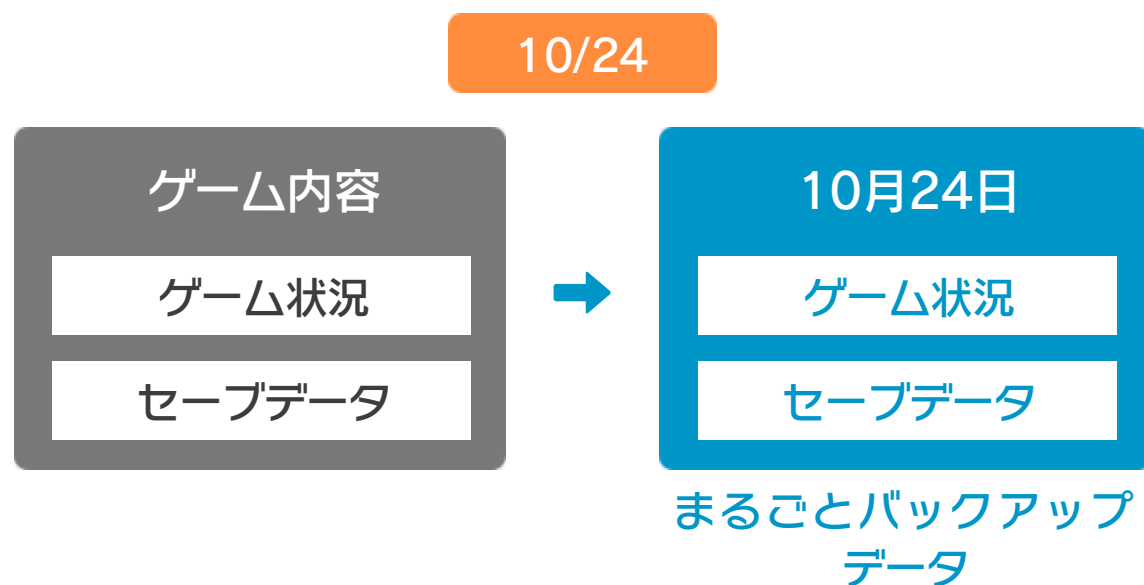 10/24
ゲーム内容
ゲーム状況
セーブデータ
10月24日
ゲーム状況
セーブデータ
まるごとバックアップ
データ